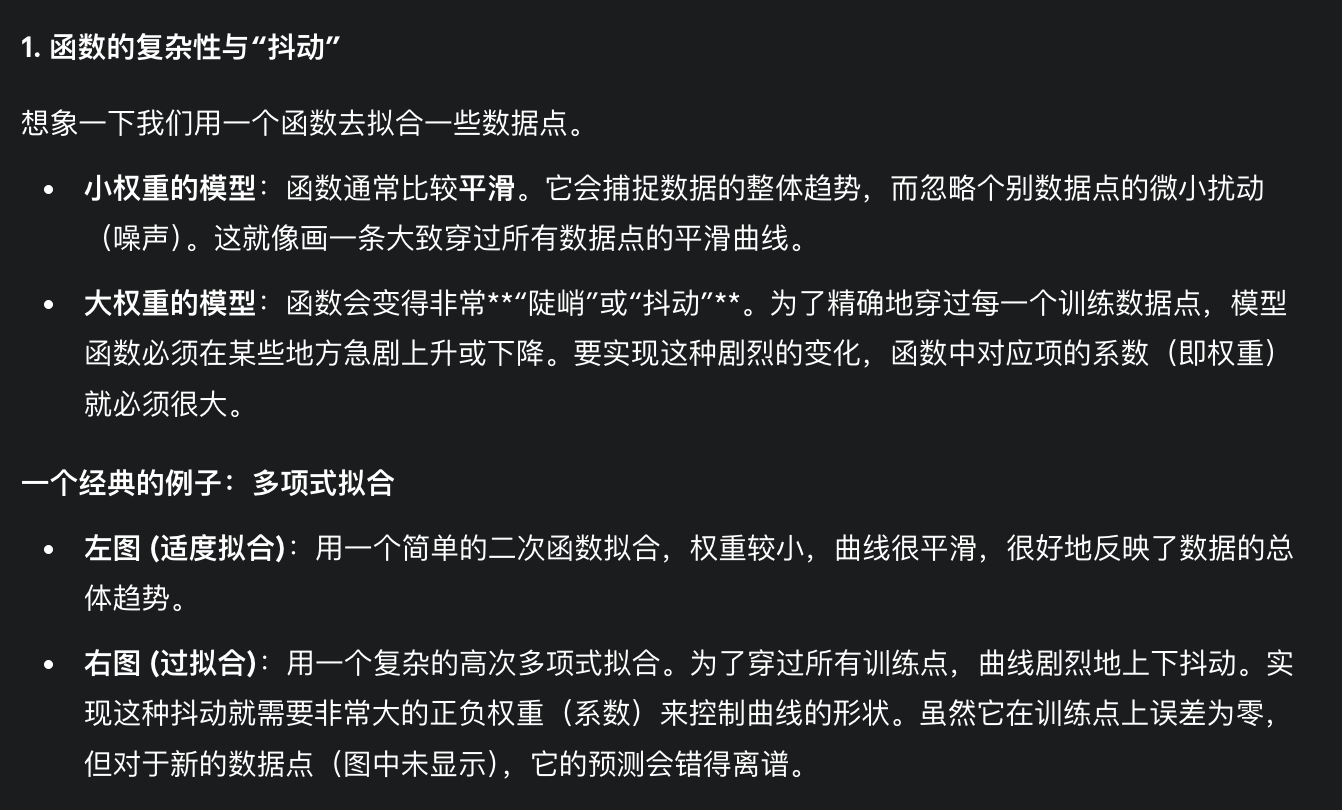 1. 函数的复杂性与“抖动”
想象一下我们用一个函数去拟合一些数据点。
• 小权重的模型：函数通常比较平滑。它会捕捉数据的整体趋势，而忽略个别数据点的微小扰动
（噪声）。这就像画一条大致穿过所有数据点的平滑曲线。
• 大权重的模型：函数会变得非常**“陡峭”或“抖动”**。为了精确地穿过每一个训练数据点，模型
函数必须在某些地方急剧上升或下降。要实现这种剧烈的变化，函数中对应项的系数（即权重）
就必须很大。
一个经典的例子：多项式拟合
• 左图 (适度拟合)：用一个简单的二次函数拟合，权重较小，曲线很平滑，很好地反映了数据的总
体趋势。
• 右图 (过拟合)：用一个复杂的高次多项式拟合。为了穿过所有训练点，曲线剧烈地上下抖动。实
现这种抖动就需要非常大的正负权重（系数）来控制曲线的形状。虽然它在训练点上误差为零，
但对于新的数据点（图中未显示），它的预测会错得离谱。